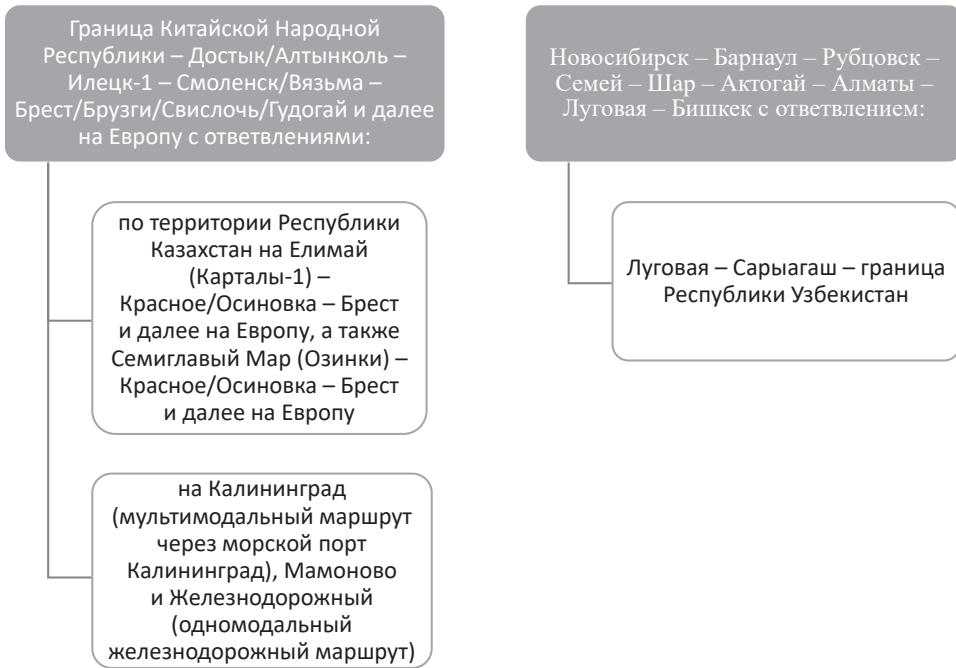 Граница Китайской Народной
Республики – Достык/Алтынколь –
Илецк-1 – Смоленск/Вязьма –
Брест/Брузги/Свислочь/Гудогай и далее
на Европу с ответвлениями:
по территории Республики
Казахстан на Елимай
(Карталы-1) –
Красное/Осиновка – Брест
и далее на Европу, а также
Семиглавый Мар (Озинки) –
Красное/Осиновка – Брест
и далее на Европу
на Калининград
(мультимодальный маршрут
через морской порт
Калининград), Мамоново
и Железнодорожный
(одномодальный
железнодорожный маршрут)
Новосибирск – Барнаул – Рубцовск –
Семей – Шар – Актогай – Алматы –
Луговая – Бишкек с ответвлением:
Луговая – Сарыагаш – граница
Республики Узбекистан